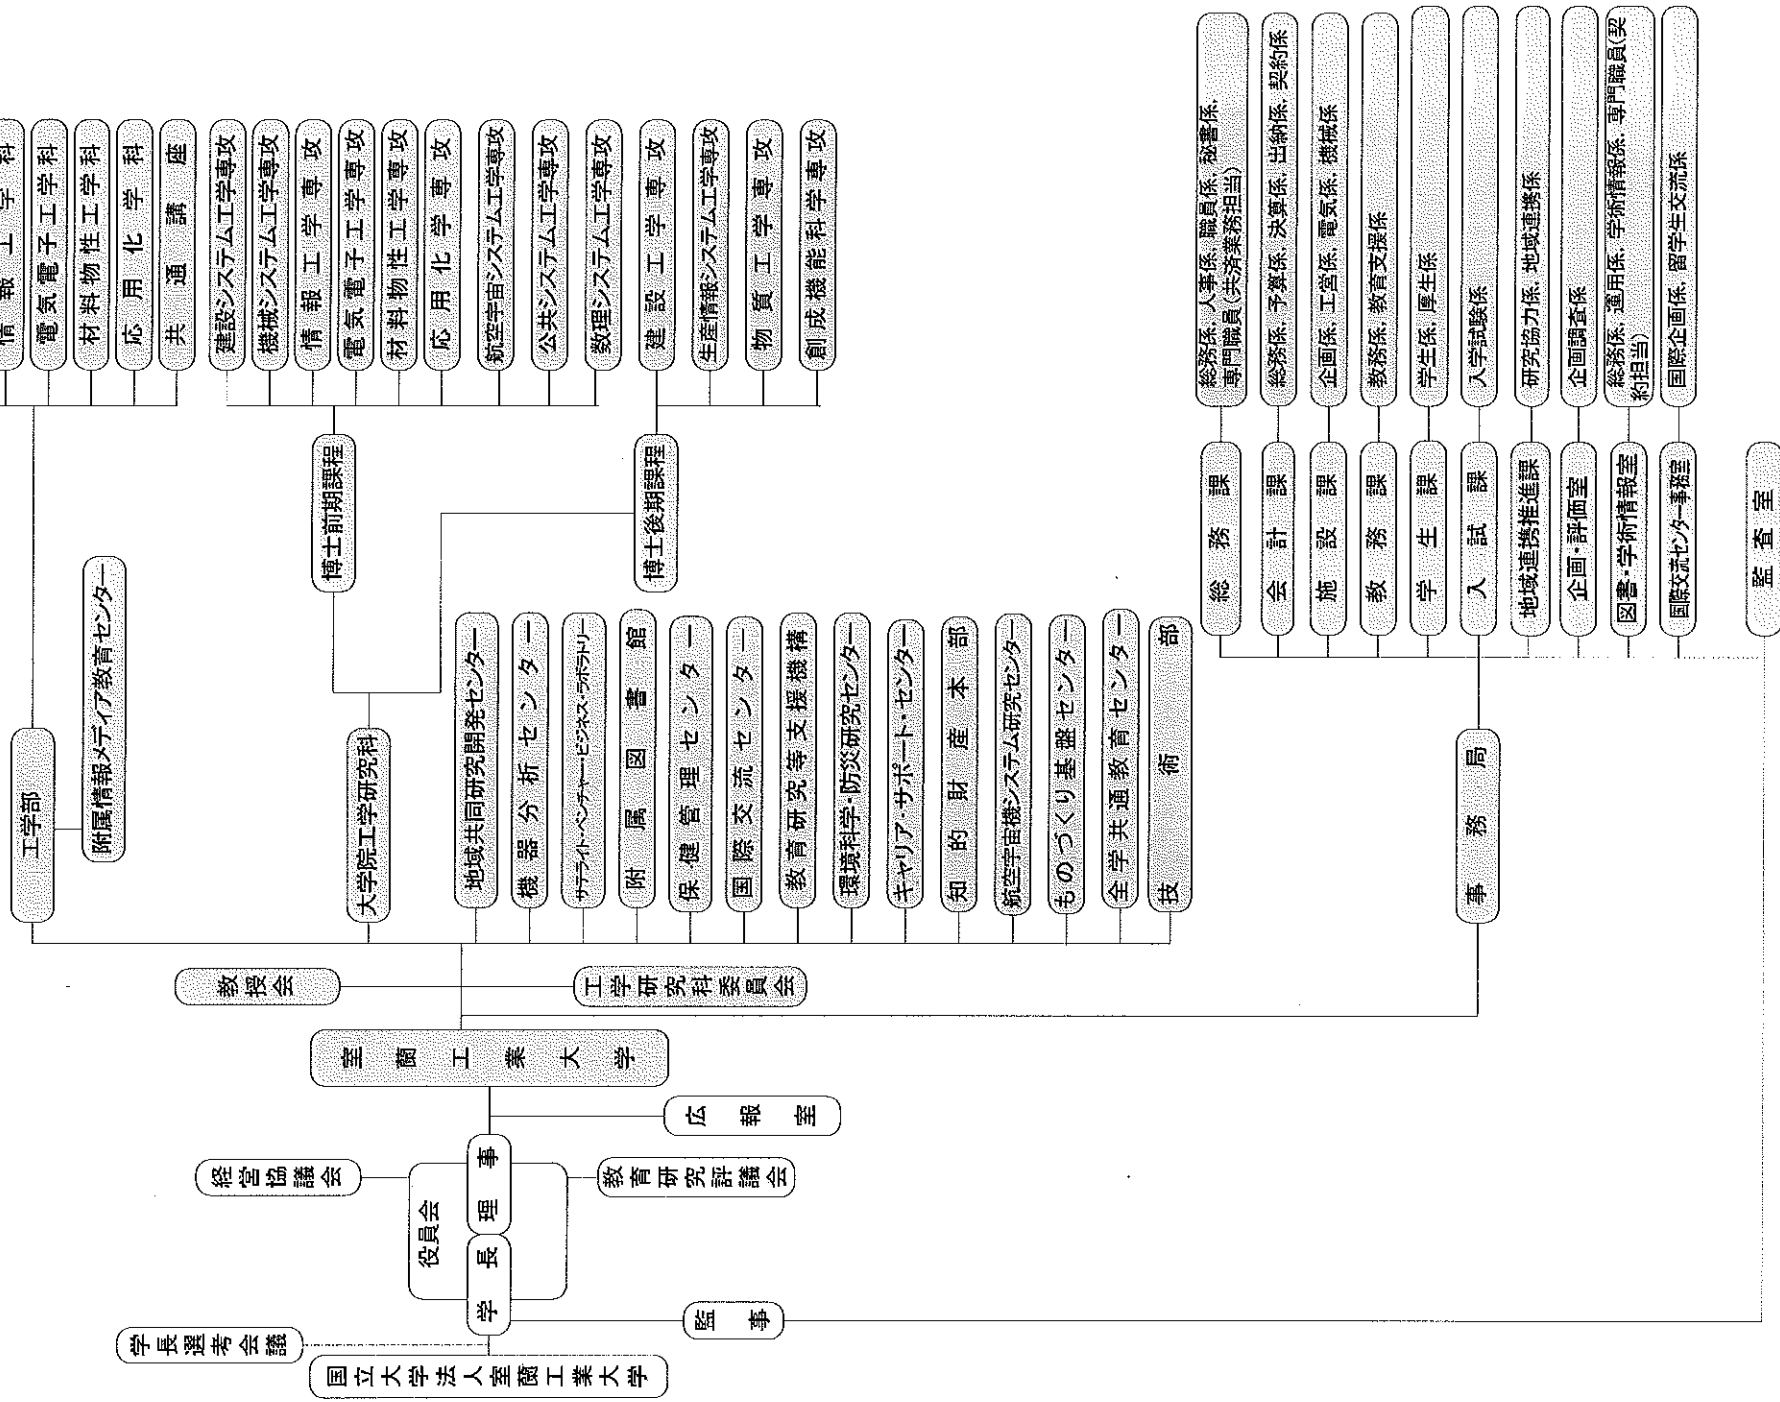 国立大学法人室蘭工業大学
学長選考会議
学長
理事
役員会
監事
経営協議会
教育研究評議会
広報室
室蘭工業大学
教授会
工学研究科委員会
工学部
附属情報メディア教育センター
情報工学科
電気電子工学科
材料物性工学科
応用化学科
共通講座
大学院工学研究科
博士前期課程
建設システム工学専攻
機械システム工学専攻
情報工学専攻
電気電子工学専攻
材料物性工学専攻
応用化学専攻
航空宇宙システム工学専攻
公共システム工学専攻
数理システム工学専攻
博士後期課程
建設工学専攻
生産情報システム工学専攻
物質工学専攻
創成機能科学専攻
地域共同研究開発センター
機器分析センター
サテライト・ベンチャー・ビジネス・ラボラトリー
附属図書館
保健管理センター
国際交流センター
教育研究等支援機構
環境科学・防災研究センター
キャリア・サポート・センター
知的財産本部
航空宇宙機システム研究センター
ものづくり基盤センター
全学共通教育センター
技術部
事務局
総務課
総務係, 人事係, 職員係, 秘書係,
専門職員(共済業務担当)
会計課
総務係, 予算係, 決算係, 出納係, 契約係
施設課
企画係, 工営係, 電気係, 機械係
教務課
教務係, 教育支援係
学生課
学生係, 厚生係
入試課
入学試験係
地域連携推進課
研究協力係, 地域連携係
企画・評価室
企画調査係
図書・学術情報室
総務係, 運用係, 学術情報係, 専門職員(契
約担当)
国際交流センター事務室
国際企画係, 留学生交流係
監査室